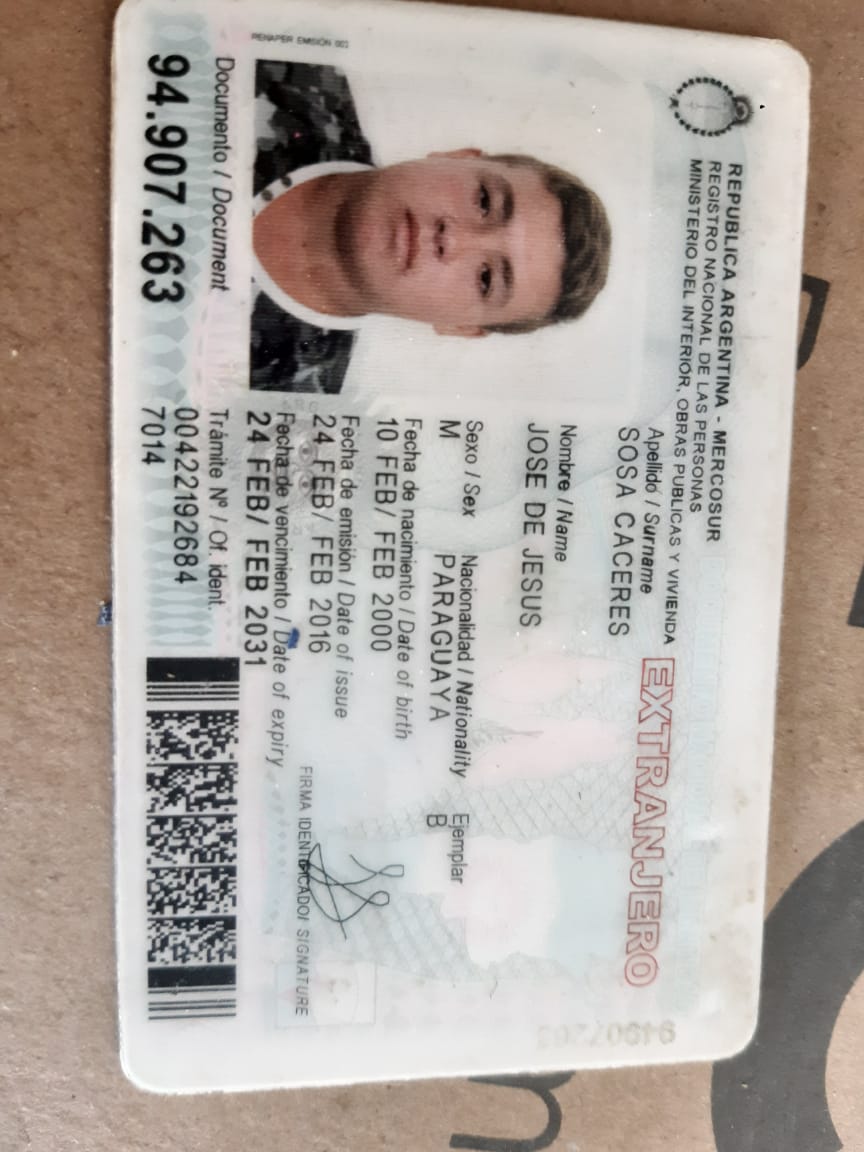 REPUBLICA ARGENTINA - MERCOSUR
REGISTRO NACIONAL DE LAS PERSONAS
MINISTERIO DEL INTERIOR, OBRAS PUBLICAS Y VIVIENDA
Apellido / Surname
SOSA CACERES
EXTRANJERO
Nombre / Name
JOSE DE JESUS
Sexo / Sex
M
Nacionalidad / Nationality
PARAGUAYA
Ejemplar
B
Fecha de nacimiento / Date of birth
10 FEB/ FEB 2000
Fecha de emisión / Date of issue
24 FEB/ FEB 2016
Fecha de vencimiento / Date of expiry
24 FEB/ FEB 2031
FIRMA IDENTIFICADO/ SIGNATURE
RENAPER EMISIÓN 003
Documento / Document
94.907.263
Trámite Nº / Of. ident.
00422192684
7014
94907263
n